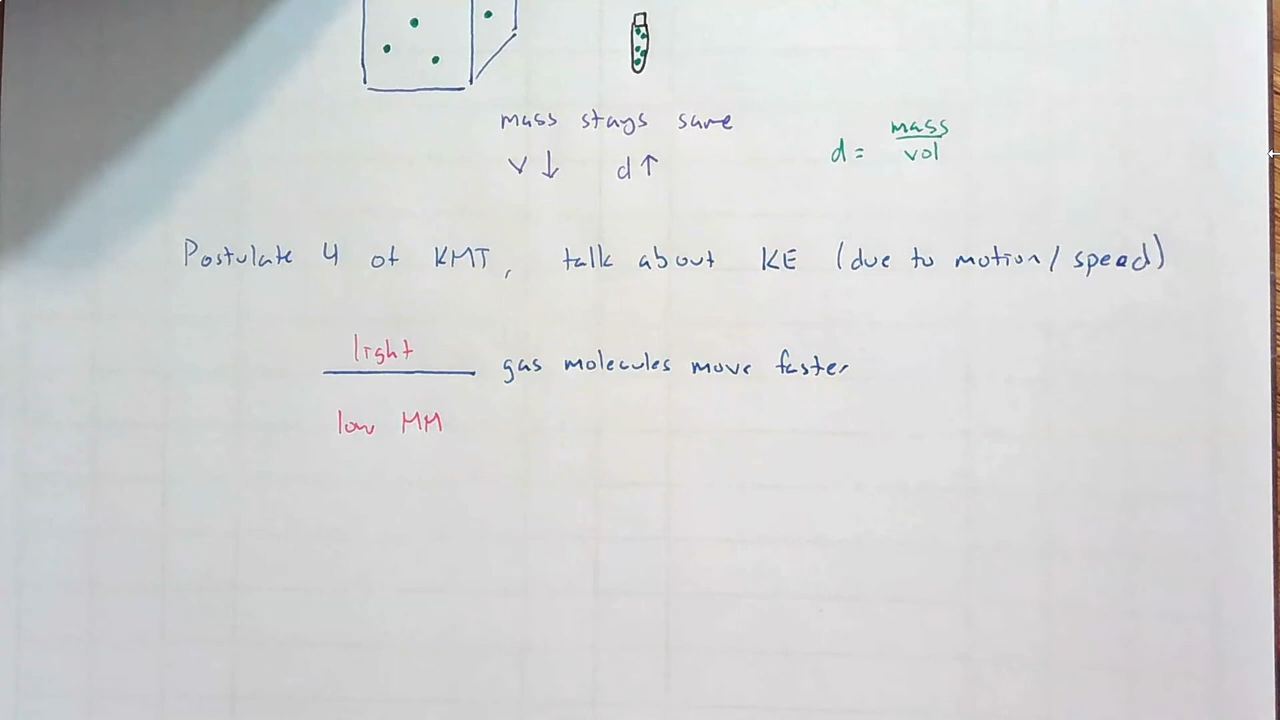 mass stays same
v ↓ d ↑
d = mass / vol
Postulate 4 of KMT, talk about KE (due to motion / speed)
light gas molecules move faster
low MM